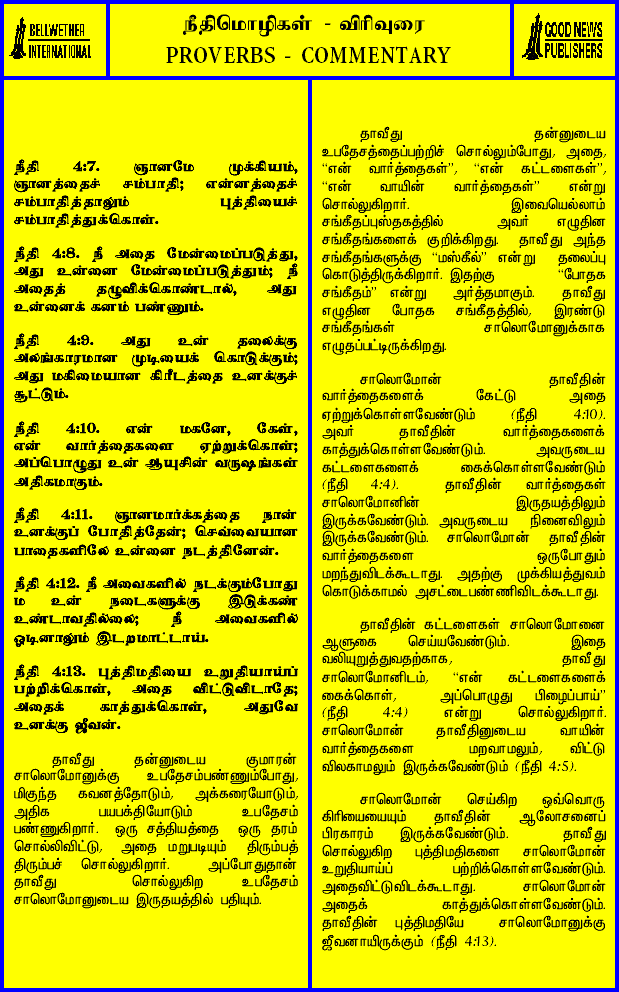 BELLWETHER
INTERNATIONAL
நீதிமொழிகள் - விரிவுரை
PROVERBS - COMMENTARY
GOOD NEWS
PUBLISHERS
நீதி 4:7. ஞானமே முக்கியம்,
ஞானத்தைச் சம்பாதி; என்னத்தைச்
சம்பாதித்தாலும் புத்தியைச்
சம்பாதித்துக்கொள்.
நீதி 4:8. நீ அதை மேன்மைப்படுத்து,
அது உன்னை மேன்மைப்படுத்தும்; நீ
அதைத் தழுவிக்கொண்டால், அது
உன்னைக் கனம் பண்ணும்.
நீதி 4:9. அது உன் தலைக்கு
அலங்காரமான முடியைக் கொடுக்கும்;
அது மகிமையான கிரீடத்தை உனக்குச்
சூட்டும்.
நீதி 4:10. என் மகனே, கேள்,
என் வார்த்தைகளை ஏற்றுக்கொள்;
அப்பொழுது உன் ஆயுசின் வருஷங்கள்
அதிகமாகும்.
நீதி 4:11. ஞானமார்க்கத்தை நான்
உனக்குப் போதித்தேன்; செவ்வையான
பாதைகளிலே உன்னை நடத்தினேன்.
நீதி 4:12. நீ அவைகளில் நடக்கும்போது
ம உன் நடைகளுக்கு இடுக்கண்
உண்டாவதில்லை; நீ அவைகளில்
ஓடினாலும் இடறமாட்டாய்.
நீதி 4:13. புத்திமதியை உறுதியாய்ப்
பற்றிக்கொள், அதை விட்டுவிடாதே;
அதைக் காத்துக்கொள், அதுவே
உனக்கு ஜீவன்.
தாவீது தன்னுடைய குமாரன்
சாலொமோனுக்கு உபதேசம்பண்ணும்போது,
மிகுந்த கவனத்தோடும், அக்கரையோடும்,
அதிக பயபக்தியோடும் உபதேசம்
பண்ணுகிறார். ஒரு சத்தியத்தை ஒரு தரம்
சொல்லிவிட்டு, அதை மறுபடியும் திரும்பத்
திரும்பச் சொல்லுகிறார். அப்போதுதான்
தாவீது சொல்லுகிற உபதேசம்
சாலொமோனுடைய இருதயத்தில் பதியும்.
தாவீது தன்னுடைய
உபதேசத்தைப்பற்றிச் சொல்லும்போது, அதை,
“என் வார்த்தைகள்”, “என் கட்டளைகள்”,
“என் வாயின் வார்த்தைகள்” என்று
சொல்லுகிறார். இவையெல்லாம்
சங்கீதப்புஸ்தகத்தில் அவர் எழுதின
சங்கீதங்களைக் குறிக்கிறது. தாவீது அந்த
சங்கீதங்களுக்கு “மஸ்கீல்” என்று தலைப்பு
கொடுத்திருக்கிறார். இதற்கு “போதக
சங்கீதம்” என்று அர்த்தமாகும். தாவீது
எழுதின போதக சங்கீதத்தில், இரண்டு
சங்கீதங்கள் சாலொமோனுக்காக
எழுதப்பட்டிருக்கிறது.
சாலொமோன் தாவீதின்
வார்த்தைகளைக் கேட்டு அதை
ஏற்றுக்கொள்ளவேண்டும் (நீதி 4:10).
அவர் தாவீதின் வார்த்தைகளைக்
காத்துக்கொள்ளவேண்டும். அவருடைய
கட்டளைகளைக் கைக்கொள்ளவேண்டும்
(நீதி 4:4). தாவீதின் வார்த்தைகள்
சாலொமோனின் இருதயத்திலும்
இருக்கவேண்டும். அவருடைய நினைவிலும்
இருக்கவேண்டும். சாலொமோன் தாவீதின்
வார்த்தைகளை ஒருபோதும்
மறந்துவிடக்கூடாது. அதற்கு முக்கியத்துவம்
கொடுக்காமல் அசட்டைபண்ணிவிடக்கூடாது.
தாவீதின் கட்டளைகள் சாலொமோனை
ஆளுகை செய்யவேண்டும். இதை
வலியுறுத்துவதற்காக, தாவீது
சாலொமோனிடம், “என் கட்டளைகளைக்
கைக்கொள், அப்பொழுது பிழைப்பாய்”
(நீதி 4:4) என்று சொல்லுகிறார்.
சாலொமோன் தாவீதினுடைய வாயின்
வார்த்தைகளை மறவாமலும், விட்டு
விலகாமலும் இருக்கவேண்டும் (நீதி 4:5).
சாலொமோன் செய்கிற ஒவ்வொரு
கிரியையையும் தாவீதின் ஆலோசனைப்
பிரகாரம் இருக்கவேண்டும். தாவீது
சொல்லுகிற புத்திமதிகளை சாலொமோன்
உறுதியாய்ப் பற்றிக்கொள்ளவேண்டும்.
அதைவிட்டுவிடக்கூடாது. சாலொமோன்
அதைக் காத்துக்கொள்ளவேண்டும்.
தாவீதின் புத்திமதியே சாலொமோனுக்கு
ஜீவனாயிருக்கும் (நீதி 4:13).